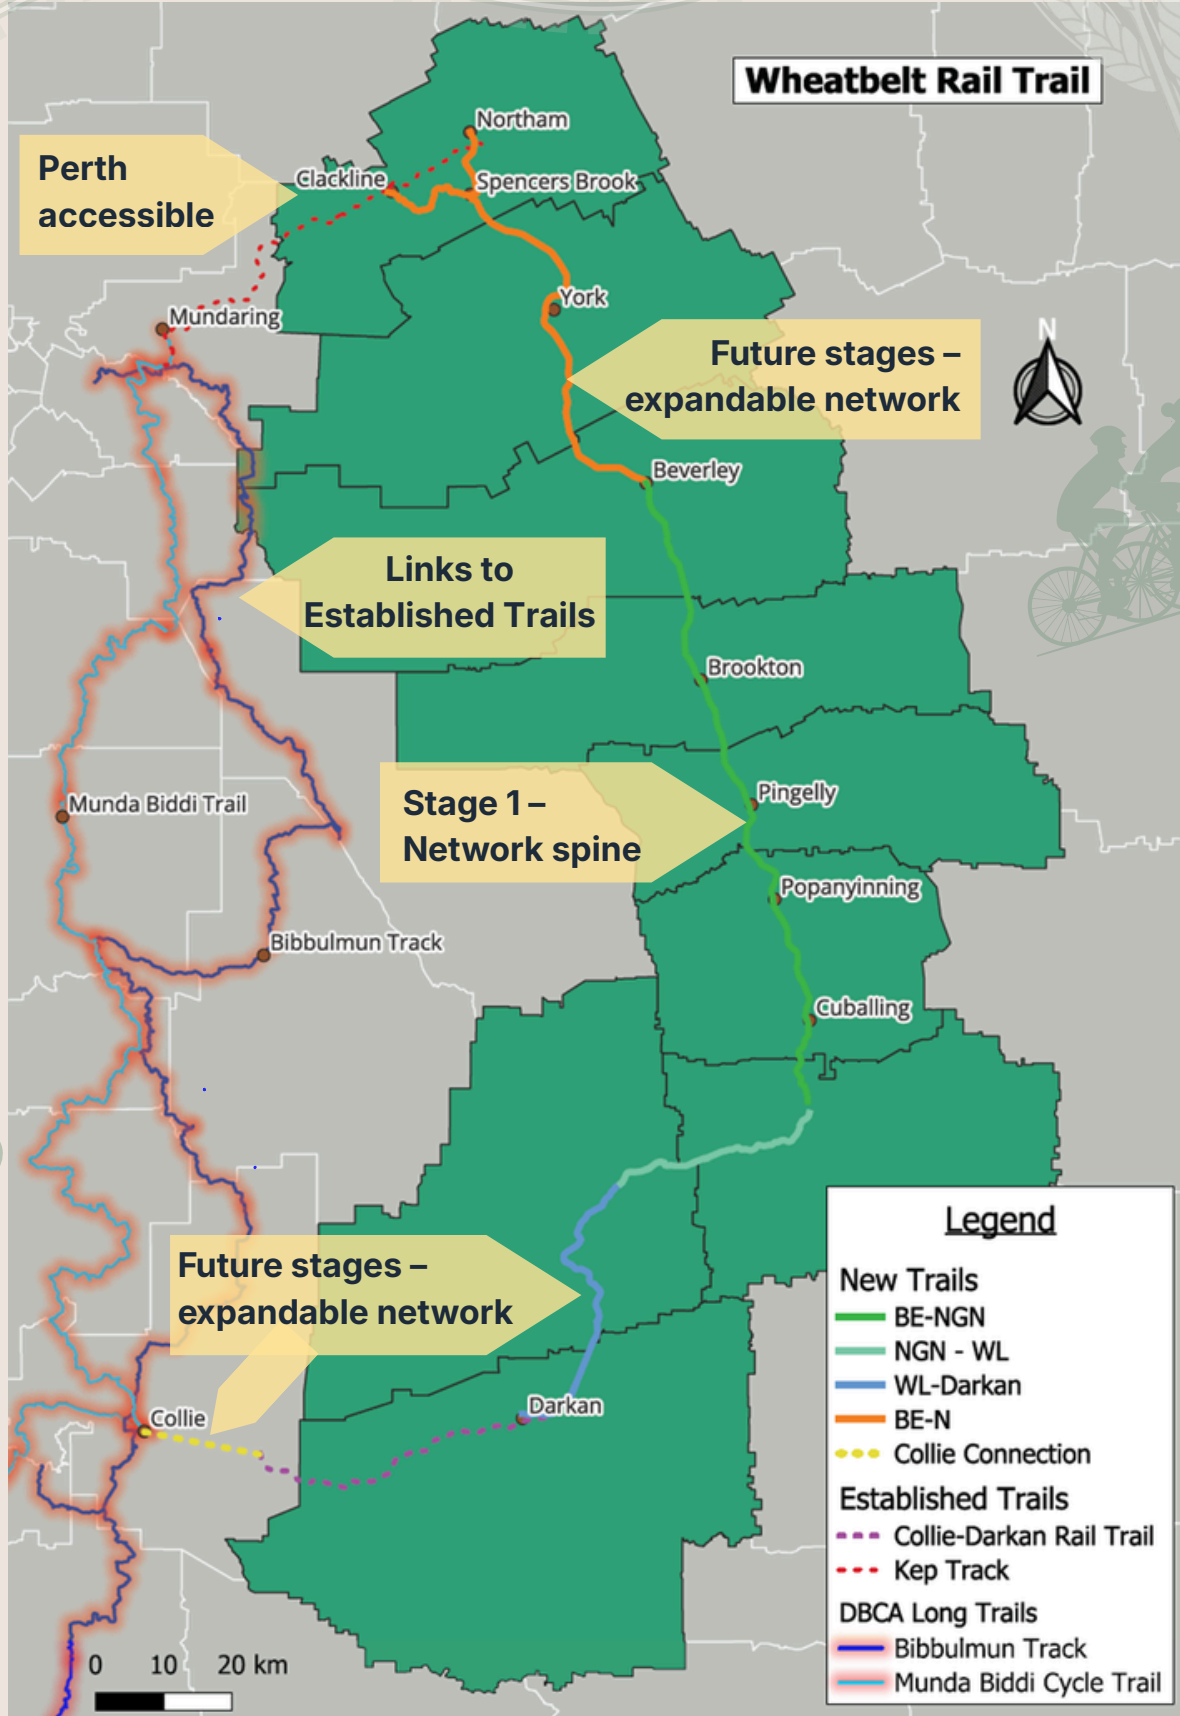 Wheatbelt Rail Trail
Northam
Perth
accessible
Clackline
Spencers Brook
York
Mundaring
N
Future stages –
expandable network
Beverley
Links to
Established Trails
Brookton
Stage 1 –
Network spine
Pingelly
Munda Biddi Trail
Popanyinning
Bibbulmun Track
Cuballing
Future stages –
expandable network
Darkan
Collie
0 10 20 km
Legend
New Trails
BE-NGN
NGN - WL
WL-Darkan
BE-N
Collie Connection
Established Trails
Collie-Darkan Rail Trail
Kep Track
DBCA Long Trails
Bibbulmun Track
Munda Biddi Cycle Trail